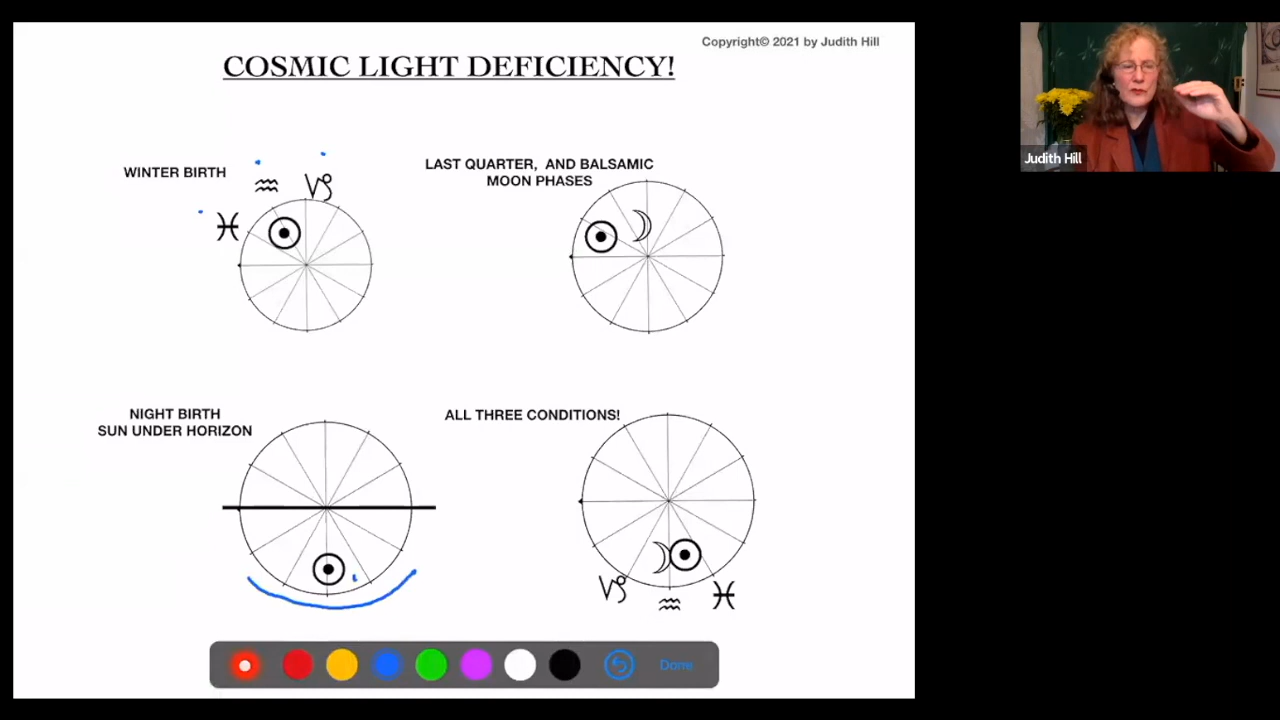 Copyright© 2021 by Judith Hill
COSMIC LIGHT DEFICIENCY!
WINTER BIRTH
LAST QUARTER, AND BALSAMIC
MOON PHASES
NIGHT BIRTH
SUN UNDER HORIZON
ALL THREE CONDITIONS!
Done
Judith Hill